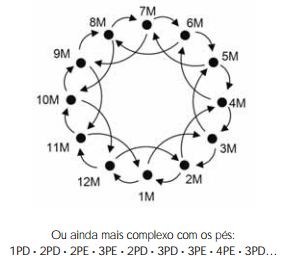 7M
8M
6M
9M
5M
10M
4M
11M
3M
12M
2M
1M
Ou ainda mais complexo com os pés:
1PD • 2PD • 2PE • 3PE • 2PD • 3PD • 3PE • 4PE • 3PD...